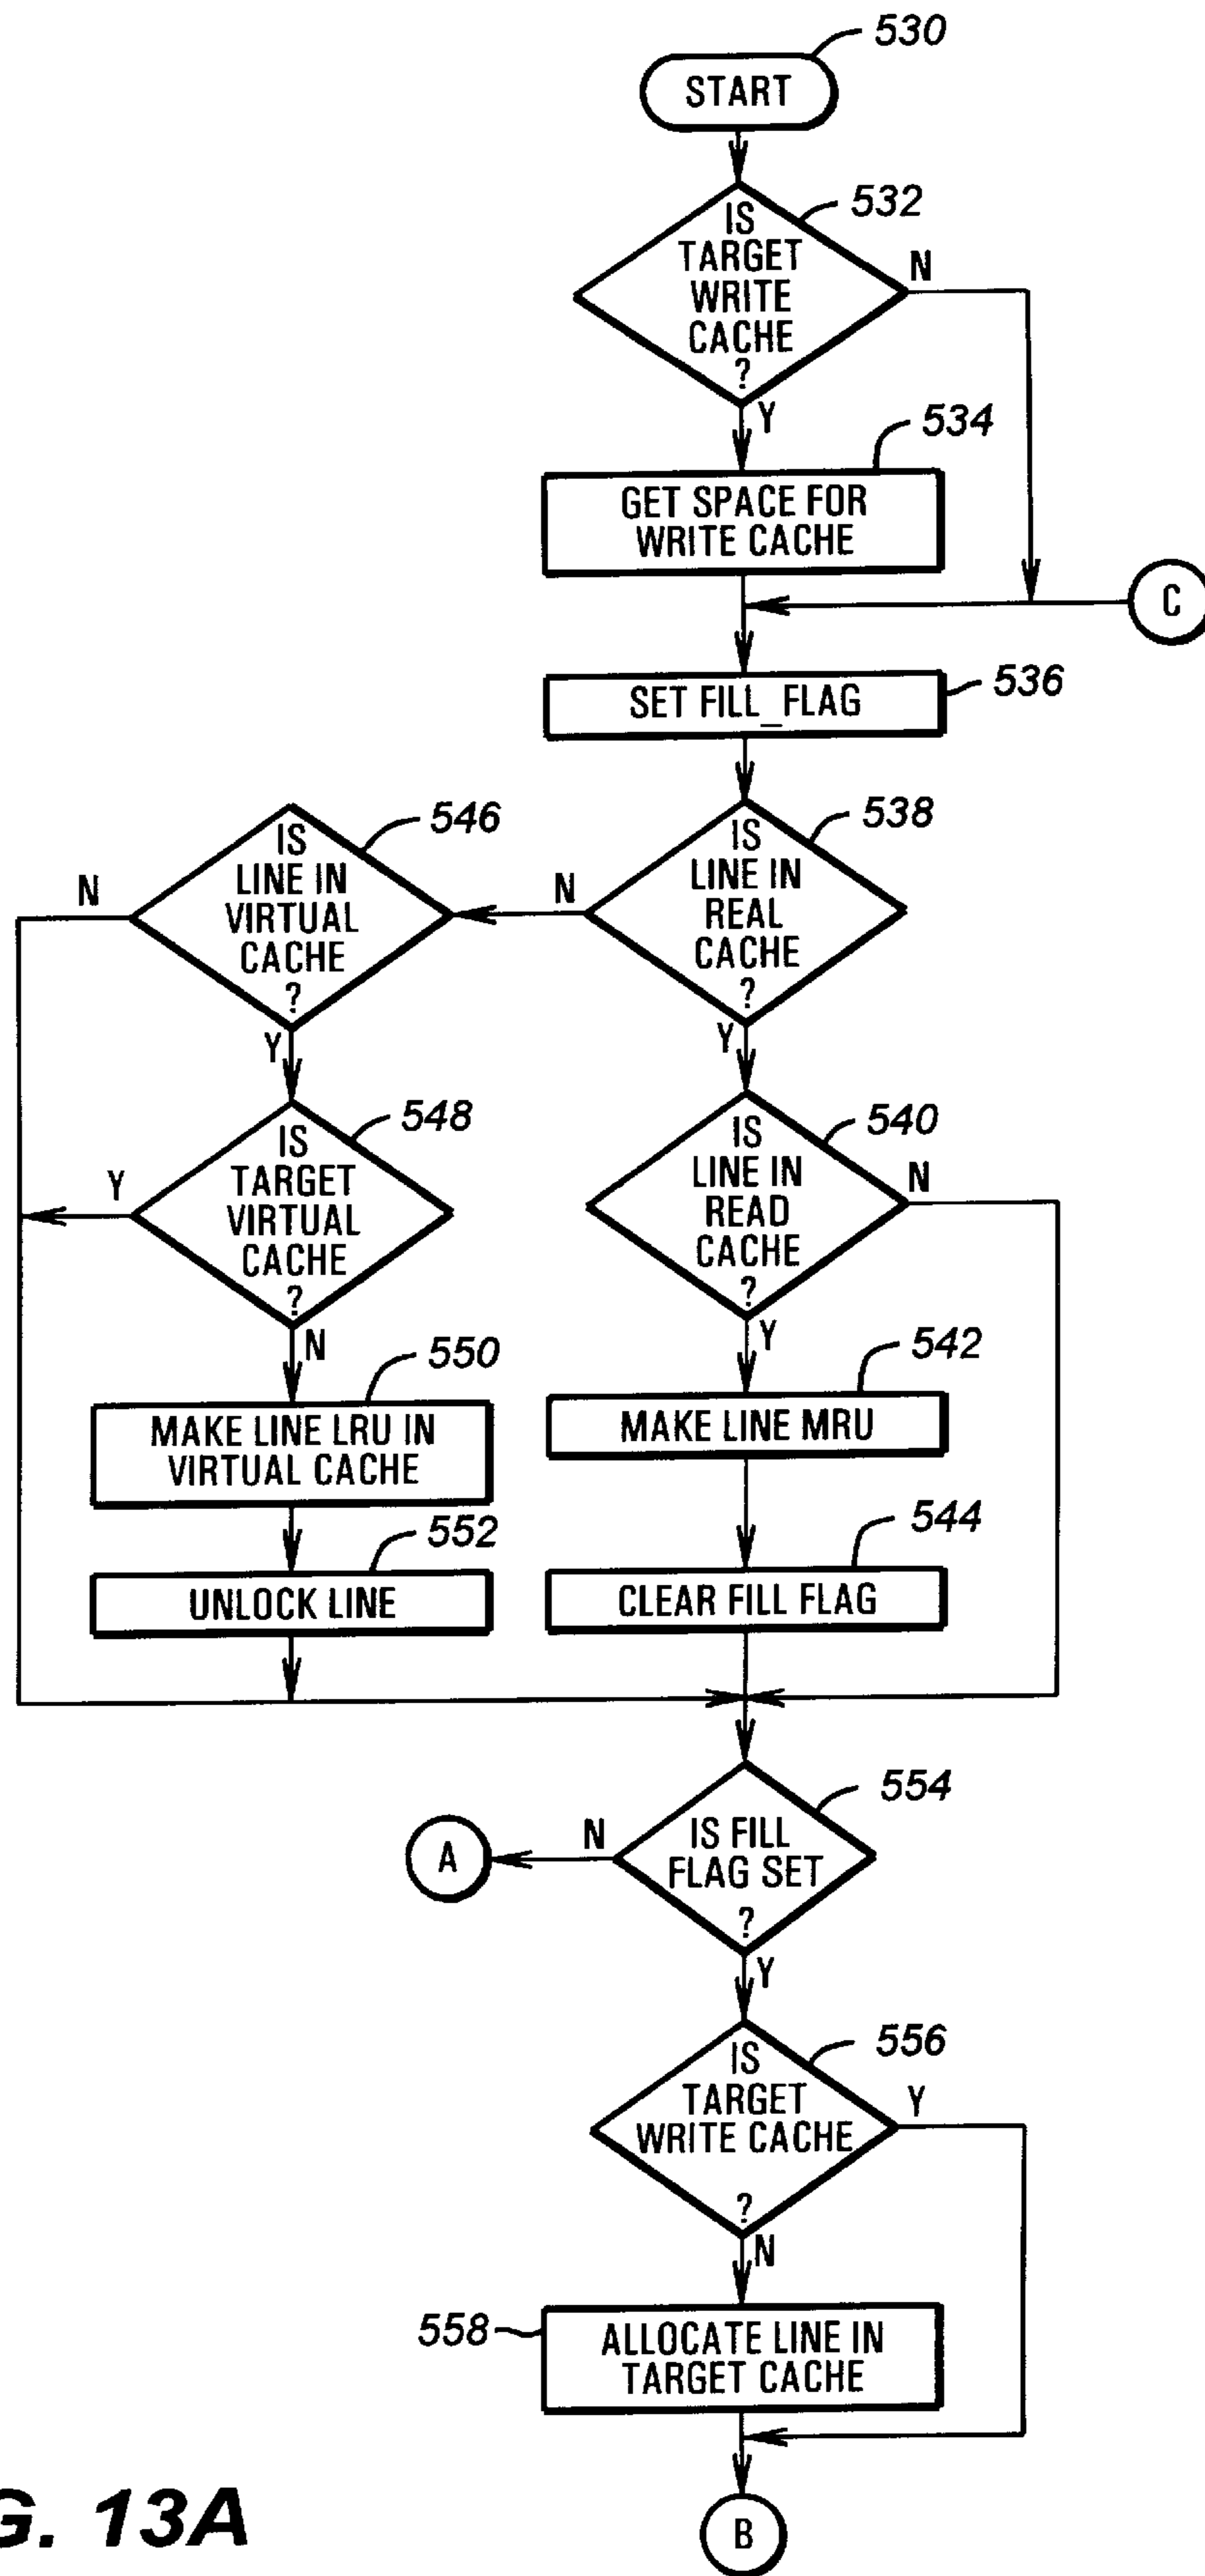 530
START
532
IS
TARGET
WRITE
CACHE
?
N
Y
534
GET SPACE FOR
WRITE CACHE
C
536
SET FILL_FLAG
546
IS
LINE IN
VIRTUAL
CACHE
?
N
Y
538
IS
LINE IN
REAL
CACHE
?
N
Y
548
IS
TARGET
VIRTUAL
CACHE
?
Y
N
540
IS
LINE IN
READ
CACHE
?
N
Y
550
MAKE LINE LRU IN
VIRTUAL CACHE
542
MAKE LINE MRU
552
UNLOCK LINE
544
CLEAR FILL FLAG
554
IS FILL
FLAG SET
?
N
A
Y
556
IS
TARGET
WRITE CACHE
?
Y
N
558
ALLOCATE LINE IN
TARGET CACHE
B
G. 13A